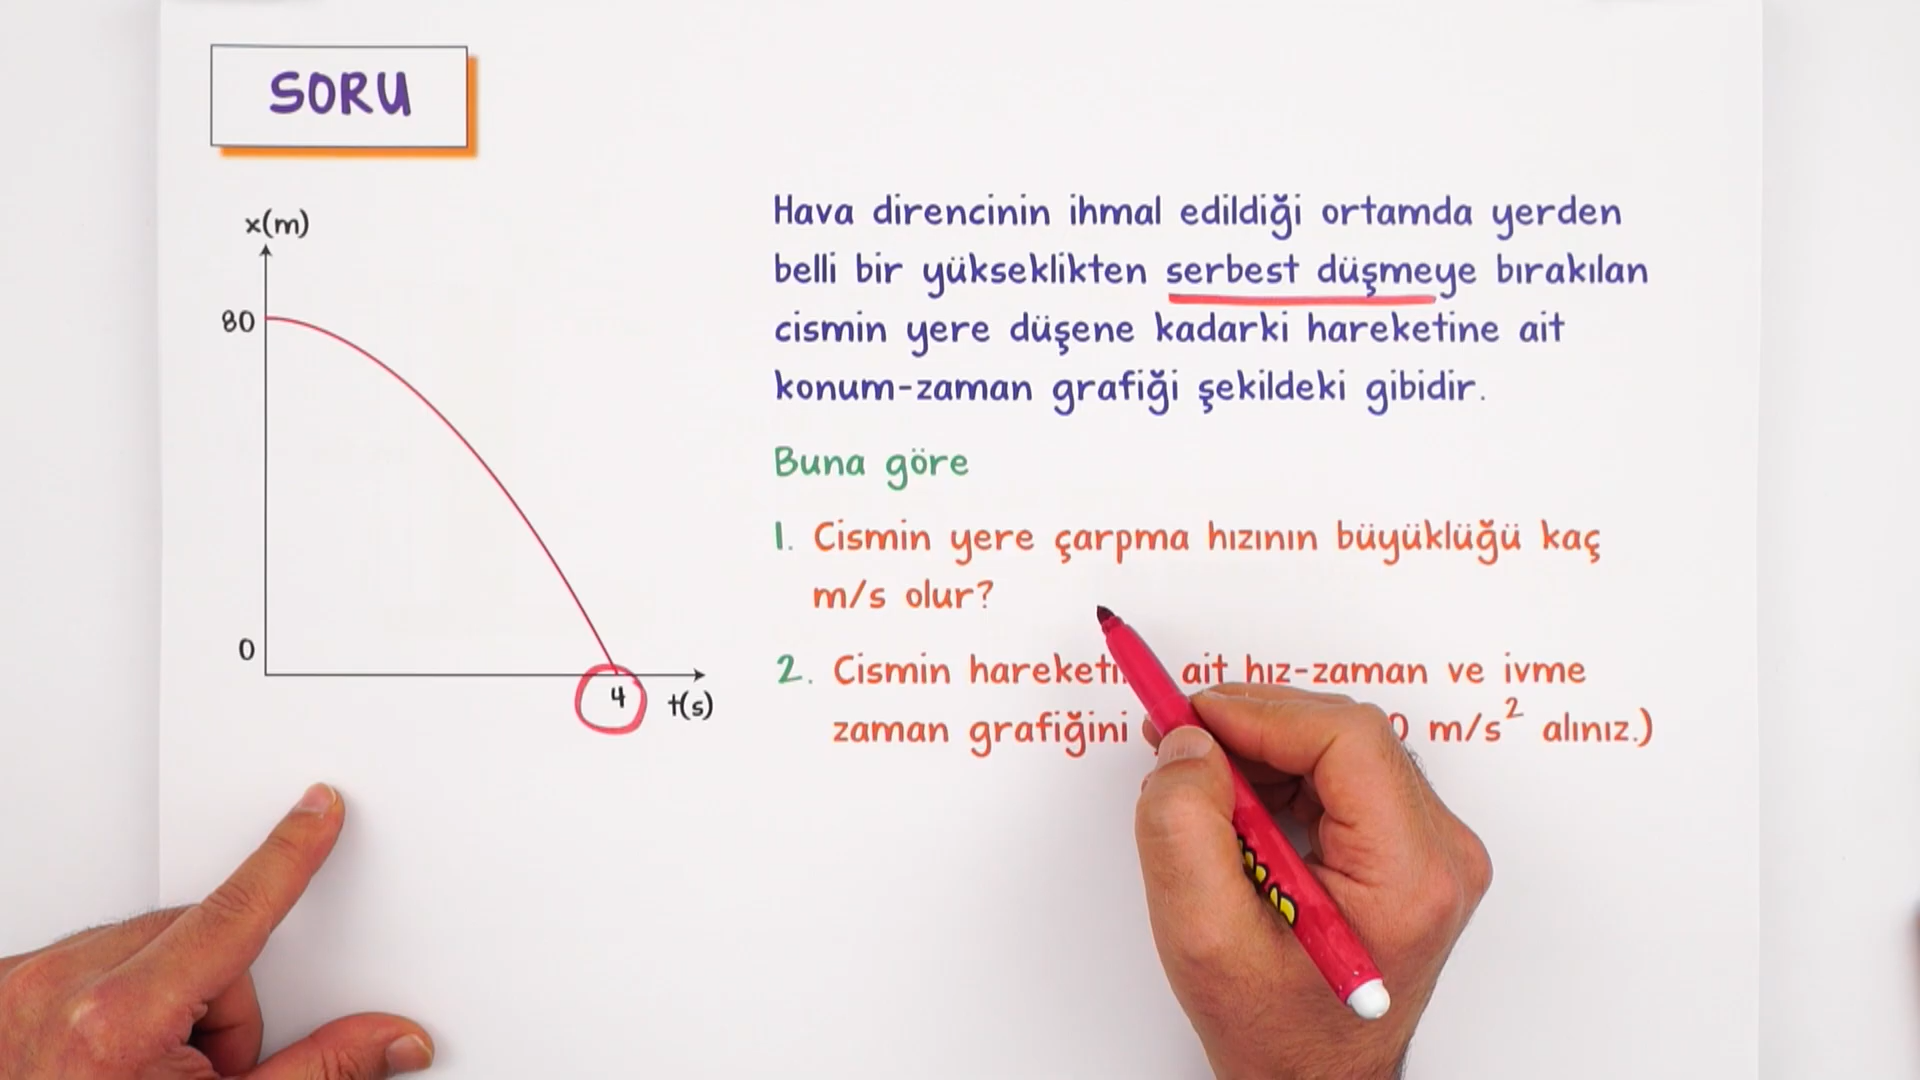 SORU
x(m)
80
0
4
t(s)
Hava direncinin ihmal edildiği ortamda yerden
belli bir yükseklikten serbest düşmeye bırakılan
cismin yere düşene kadarki hareketine ait
konum-zaman grafiği şekildeki gibidir.
Buna göre
1. Cismin yere çarpma hızının büyüklüğü kaç
m/s olur?
2. Cismin ait hız-zaman ve ivme
zaman grafiğini m/s² alınız.)